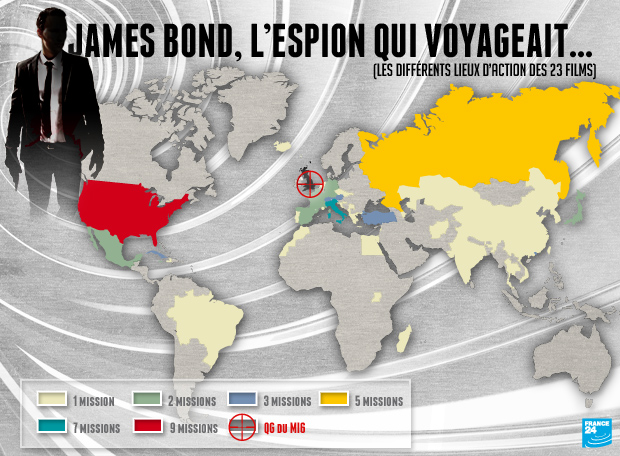 JAMES BOND, L'ESPION QUI VOYAGEAIT...
(LES DIFFÉRENTS LIEUX D'ACTION DES 23 FILMS)
1 MISSION
2 MISSIONS
3 MISSIONS
5 MISSIONS
7 MISSIONS
9 MISSIONS
QG DU MI6
FRANCE
24